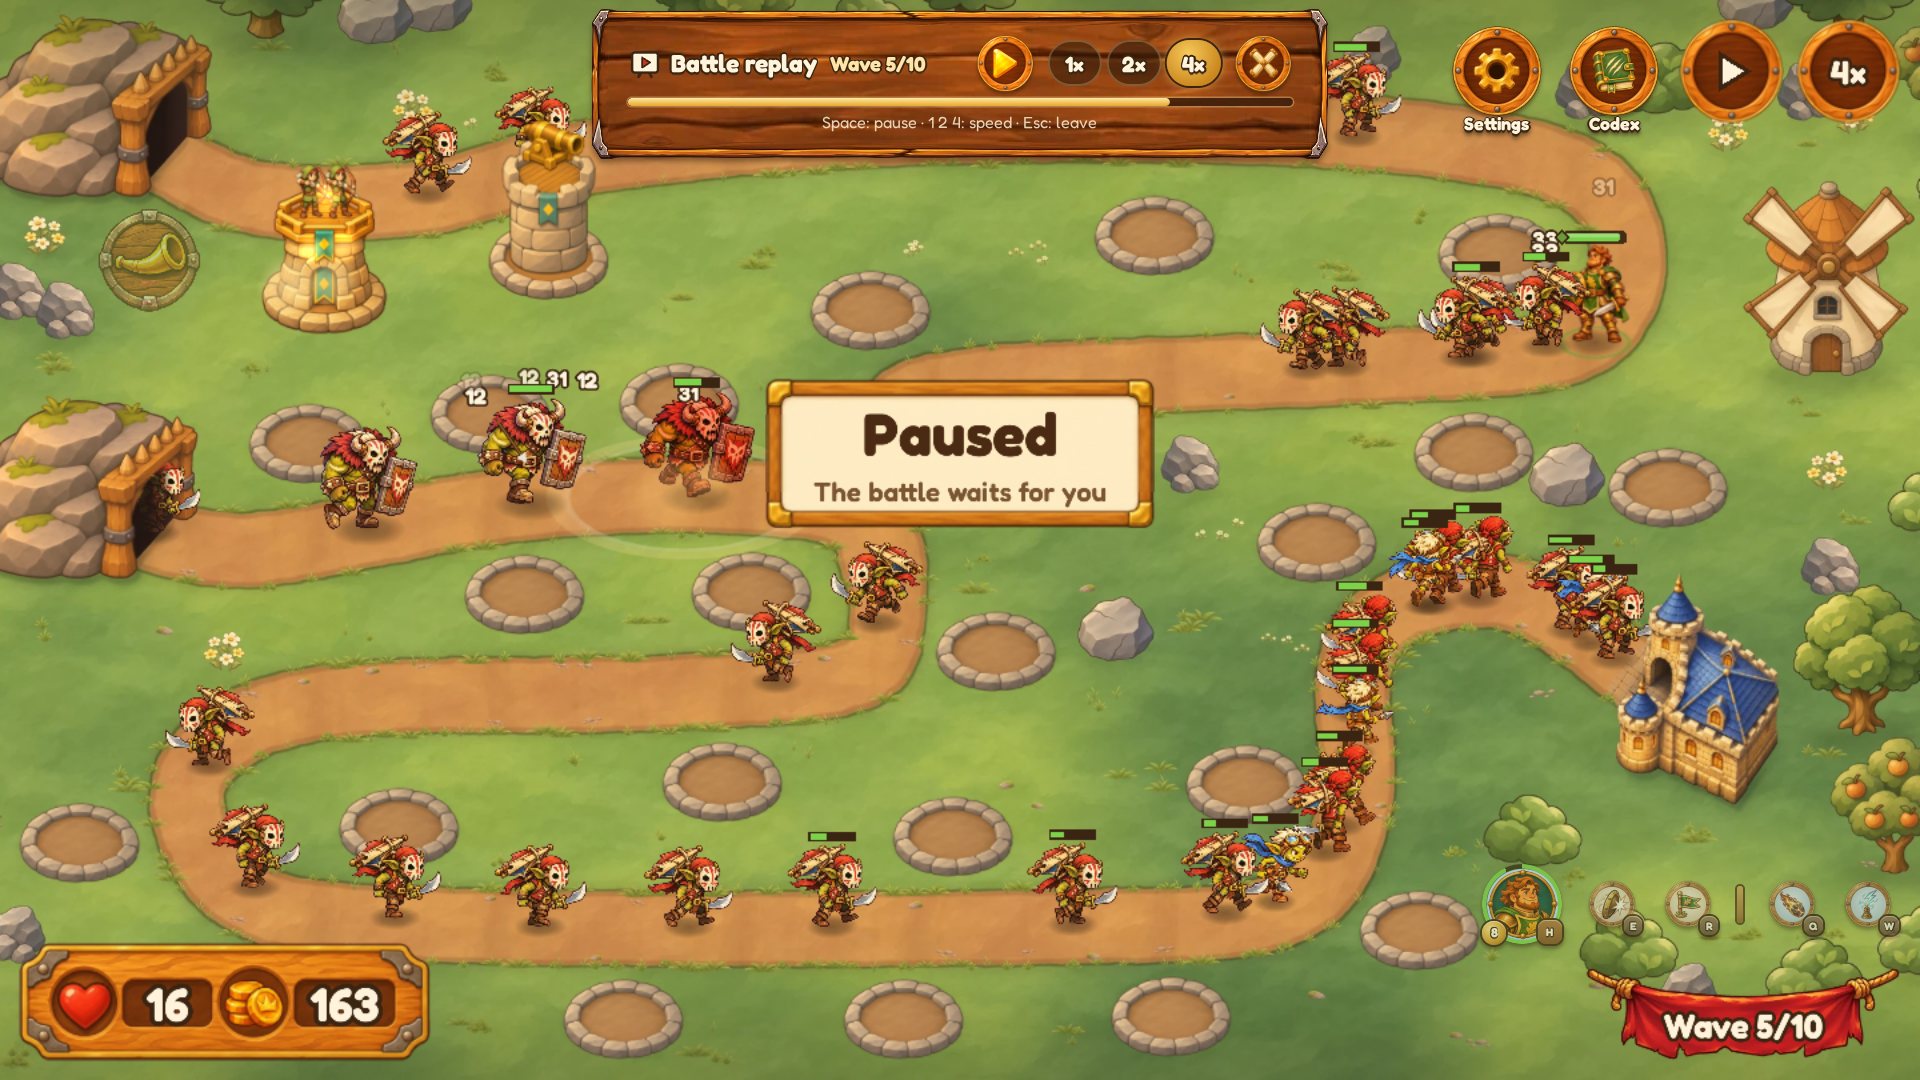 Battle replay Wave 5/10
1x 2x 4x
Space: pause · 1 2 4: speed · Esc: leave
Settings
Codex
4x
31
33
12 12 31 12
31
Paused
The battle waits for you
8 H E R Q W
16 163
Wave 5/10